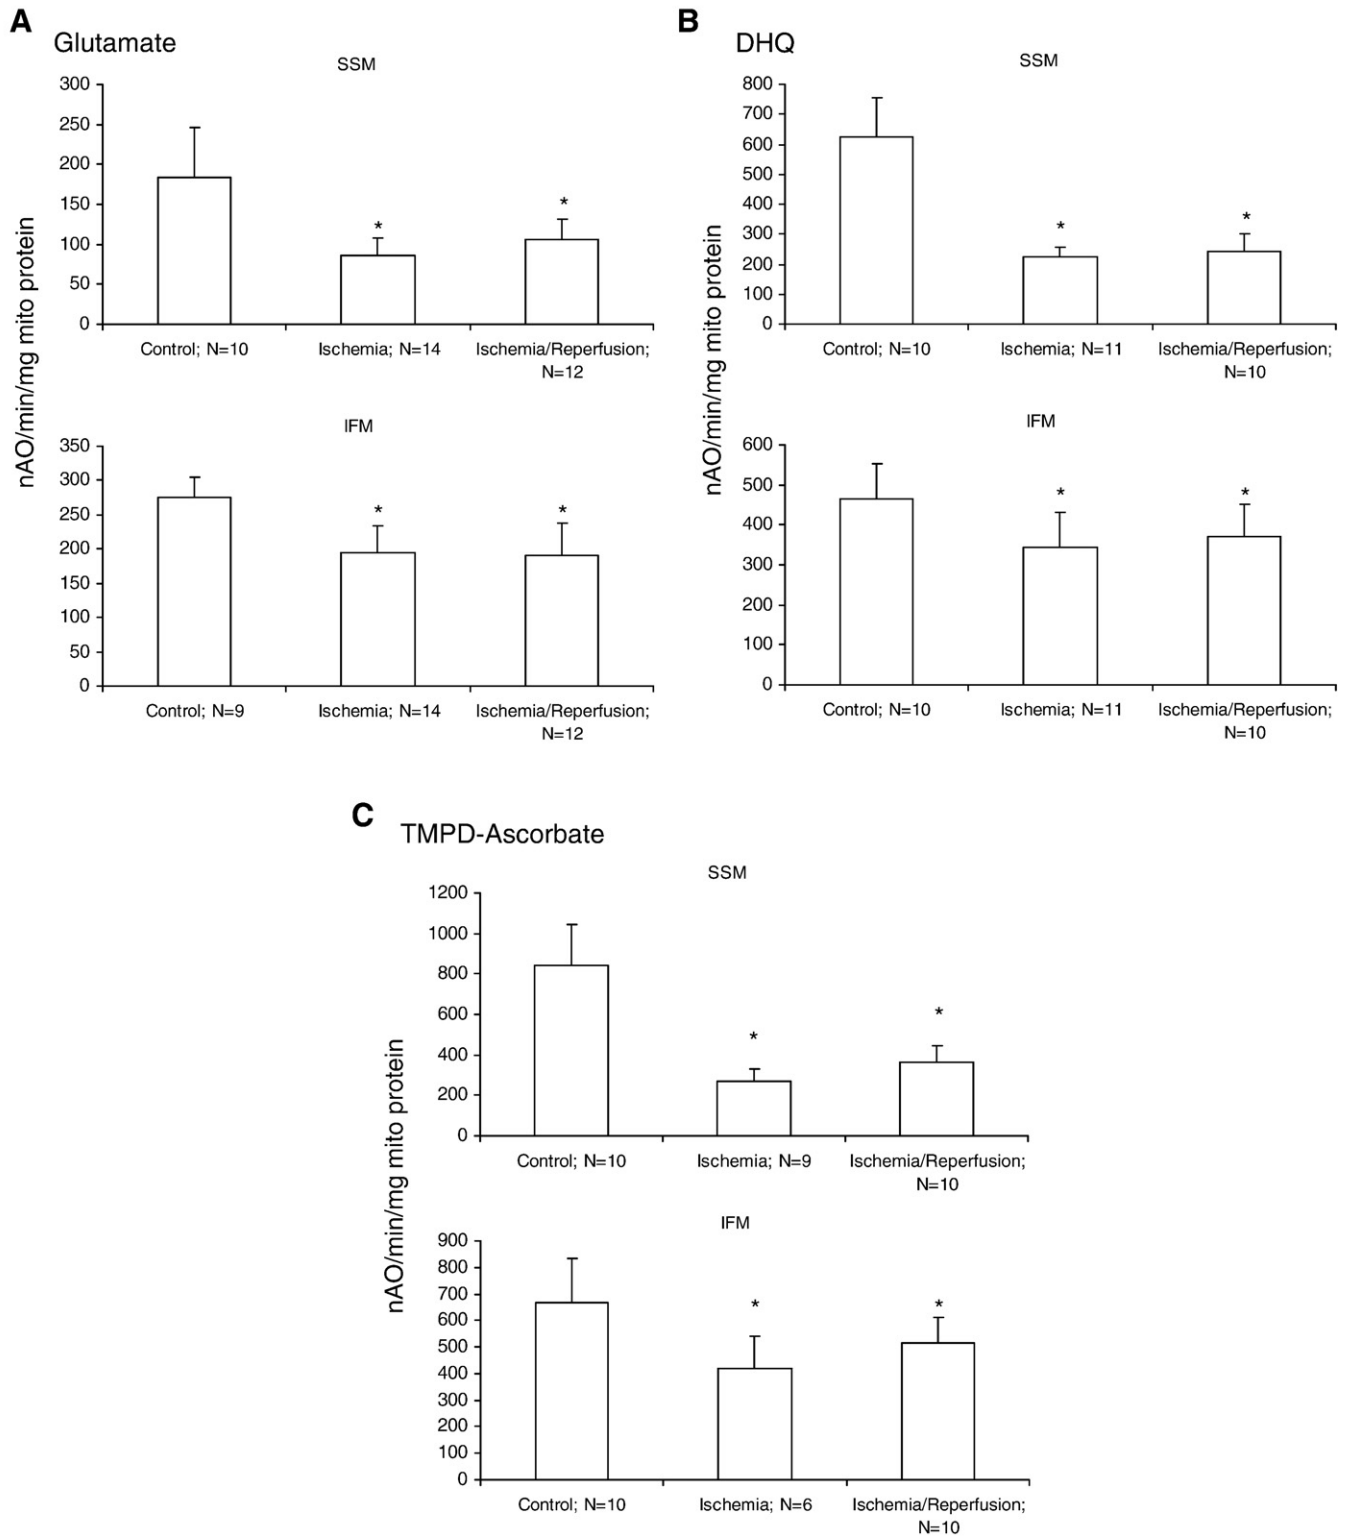 A
Glutamate
SSM
nAO/min/mg mito protein
300
250
200
150
100
50
0
*
*
Control; N=10
Ischemia; N=14
Ischemia/Reperfusion;
N=12
IFM
350
300
250
200
150
100
50
0
*
*
Control; N=9
Ischemia; N=14
Ischemia/Reperfusion;
N=12
B
DHQ
SSM
nAO/min/mg mito protein
800
700
600
500
400
300
200
100
0
*
*
Control; N=10
Ischemia; N=11
Ischemia/Reperfusion;
N=10
IFM
600
500
400
300
200
100
0
*
*
Control; N=10
Ischemia; N=11
Ischemia/Reperfusion;
N=10
C
TMPD-Ascorbate
SSM
nAO/min/mg mito protein
1200
1000
800
600
400
200
0
*
*
Control; N=10
Ischemia; N=9
Ischemia/Reperfusion;
N=10
IFM
900
800
700
600
500
400
300
200
100
0
*
*
Control; N=10
Ischemia; N=6
Ischemia/Reperfusion;
N=10